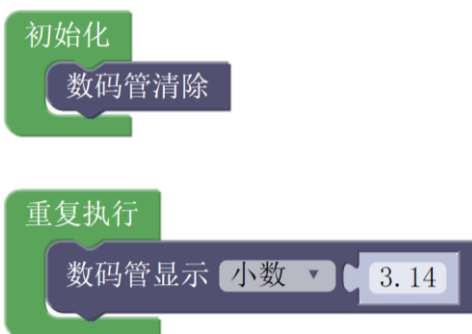 初始化
数码管清除
重复执行
数码管显示 小数 3.14